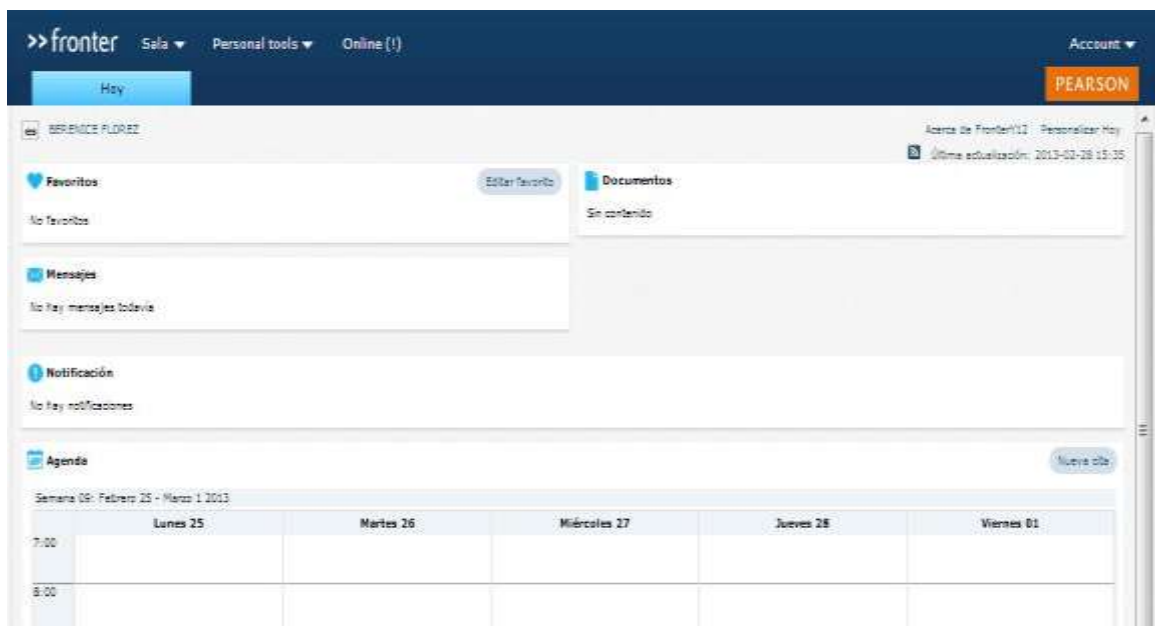 >>fronter Sala Personal tools Online (!) Account
Hoy PEARSON
BERENICE FLOREZ Acerca de Fronter\12 Personalizar Hoy
Última actualización: 2013-02-28 15:35
Favoritos Editar favorito Documentos
No favoritos Sin contenido
Mensajes
No hay mensajes todavía
Notificación
No hay notificaciones
Agenda Nueva cita
Semana 09: Febrero 25 - Marzo 1 2013
Lunes 25 Martes 26 Miércoles 27 Jueves 28 Viernes 01
7:00
8:00